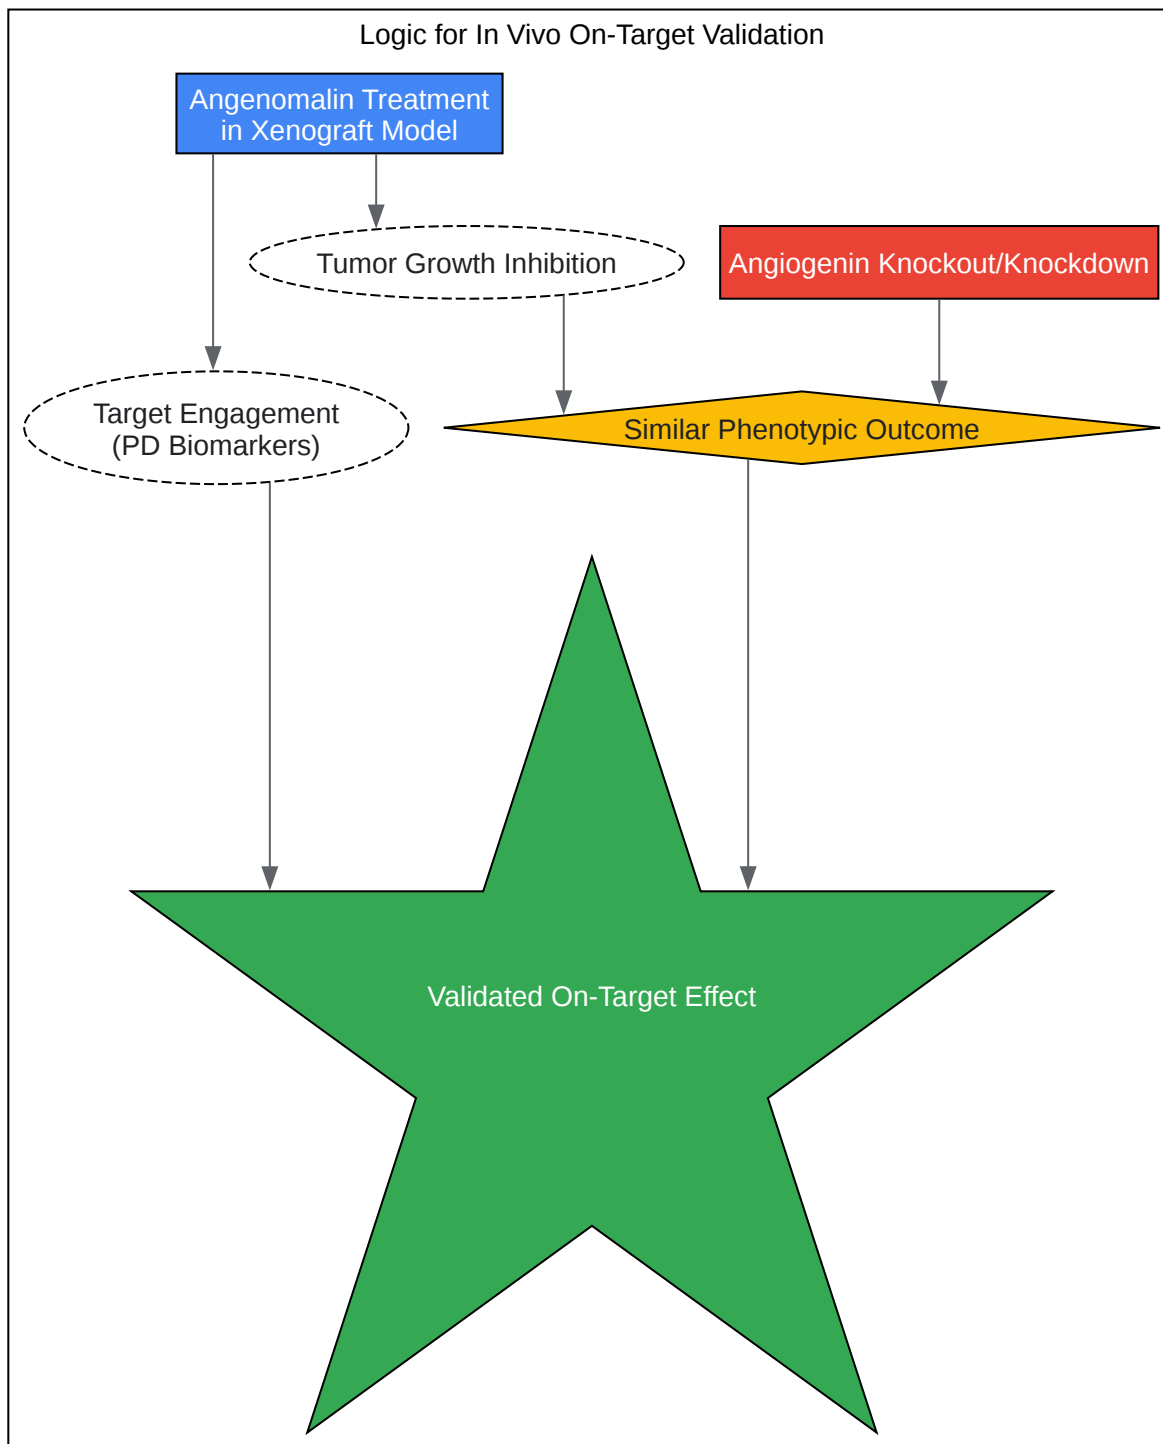 Logic for In Vivo On-Target Validation
Angenomalin Treatment
in Xenograft Model
Tumor Growth Inhibition
Angiogenin Knockout/Knockdown
Target Engagement
(PD Biomarkers)
Similar Phenotypic Outcome
Validated On-Target Effect